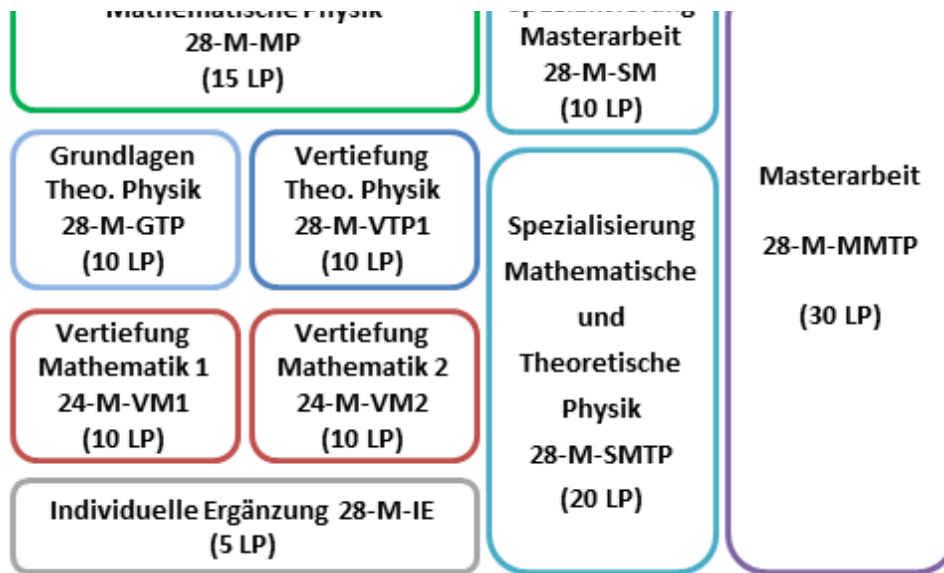 Mathematische Physik
28-M-MP
(15 LP)
Spezialisierung
Masterarbeit
28-M-SM
(10 LP)
Grundlagen
Theo. Physik
28-M-GTP
(10 LP)
Vertiefung
Theo. Physik
28-M-VTP1
(10 LP)
Vertiefung
Mathematik 1
24-M-VM1
(10 LP)
Vertiefung
Mathematik 2
24-M-VM2
(10 LP)
Individuelle Ergänzung 28-M-IE
(5 LP)
Spezialisierung
Mathematische
und
Theoretische
Physik
28-M-SMTP
(20 LP)
Masterarbeit
28-M-MMTP
(30 LP)